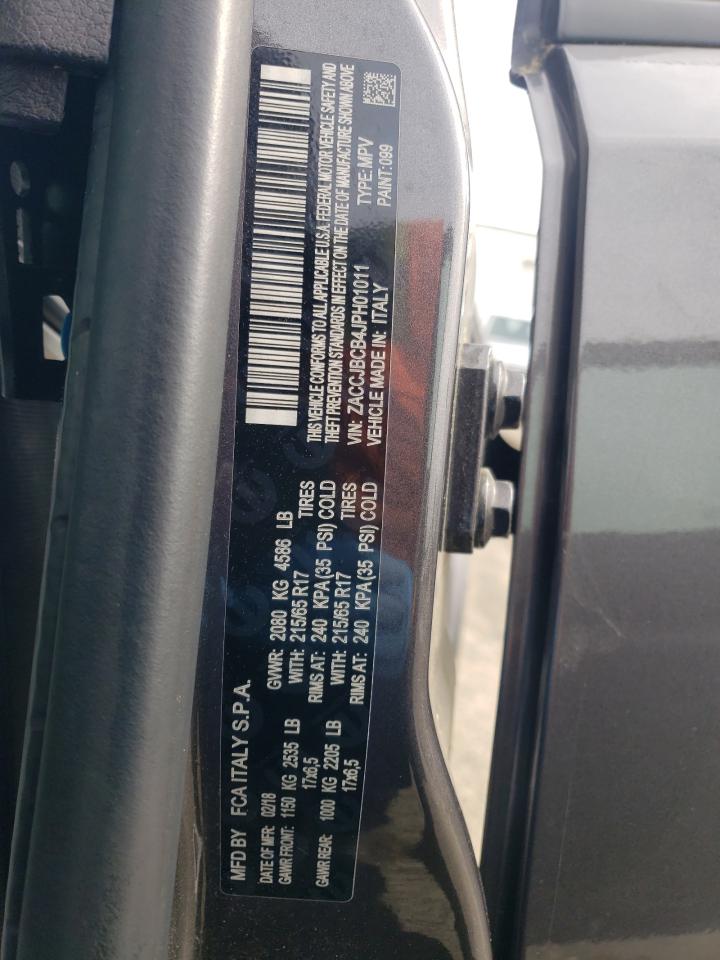 MFD BY FCA ITALY S.P.A.
DATE OF MFR: 02/18 GVWR: 2080 KG 4586 LB
GAWR FRONT: 1150 KG 2535 LB WITH: 215/65 R17 TIRES
17x6,5 RIMS AT: 240 KPA(35 PSI) COLD
GAWR REAR: 1000 KG 2205 LB WITH: 215/65 R17 TIRES
17x6,5 RIMS AT: 240 KPA(35 PSI) COLD
THIS VEHICLE CONFORMS TO ALL APPLICABLE U.S.A. FEDERAL MOTOR VEHICLE SAFETY AND
THEFT PREVENTION STANDARDS IN EFFECT ON THE DATE OF MANUFACTURE SHOWN ABOVE
VIN: ZACCJBCB4JPH01011 TYPE: MPV
VEHICLE MADE IN: ITALY PAINT: 099